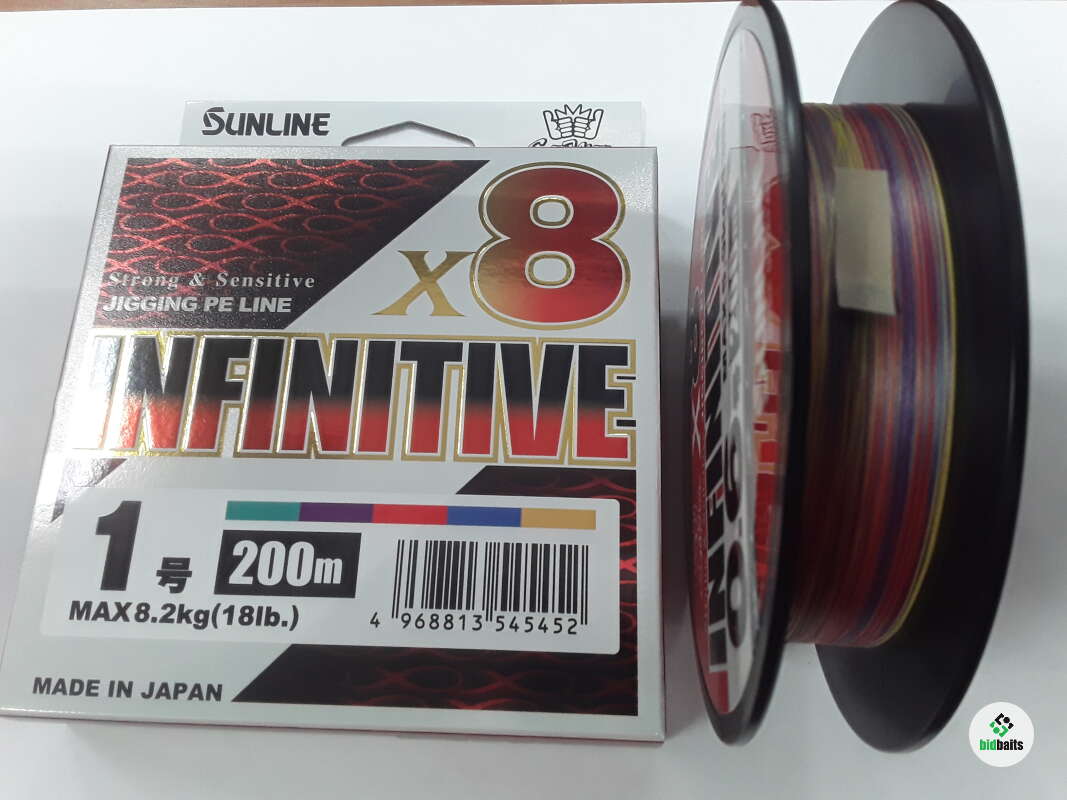 SUNLINE
x8
Strong & Sensitive
JIGGING PE LINE
INFINITIVE
1号
200m
MAX 8.2kg(18lb.)
4 968813 545452
MADE IN JAPAN
bidbaits